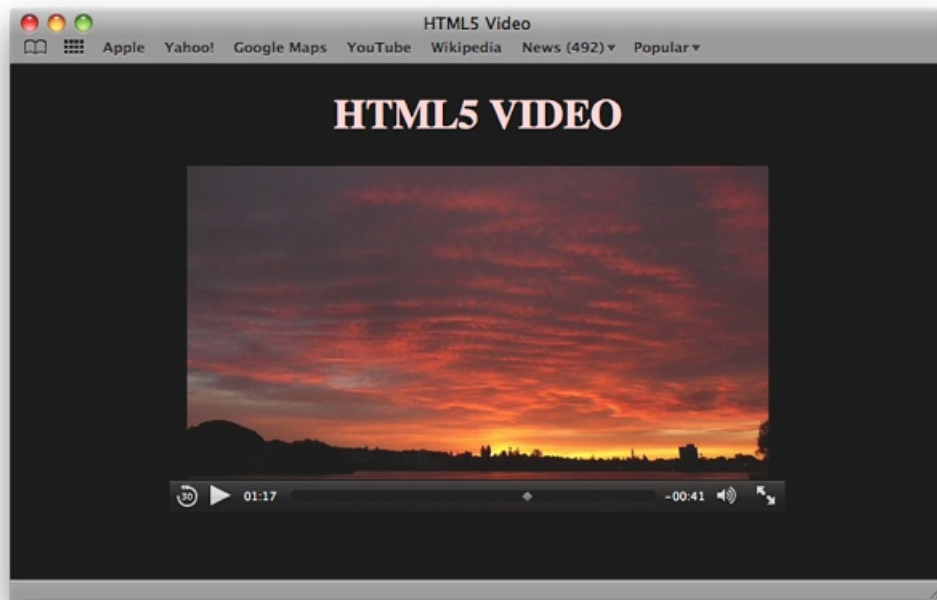 HTML5 Video
Apple Yahoo! Google Maps YouTube Wikipedia News (492)▾ Popular▾
HTML5 VIDEO
30 01:17 -00:41